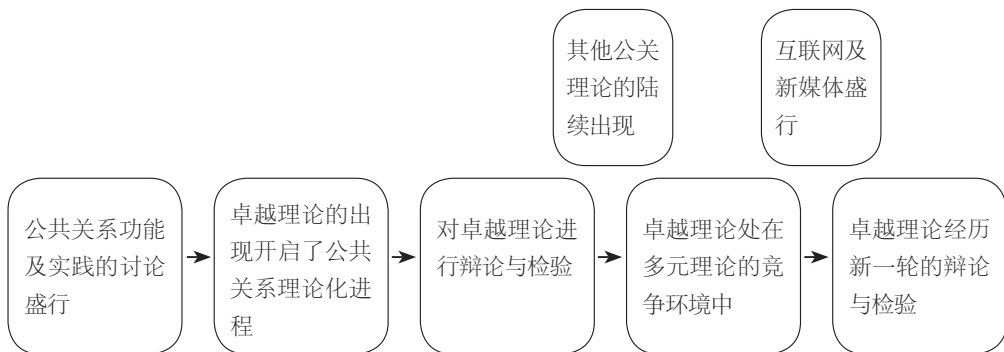 其他公关
理论的陆
续出现
互联网及
新媒体盛
行
公共关系功能
及实践的讨论
盛行
卓越理论的出
现开启了公共
关系理论化进
程
对卓越理论进
行辩论与检验
卓越理论处在
多元理论的竞
争环境中
卓越理论经历
新一轮的辩论
与检验